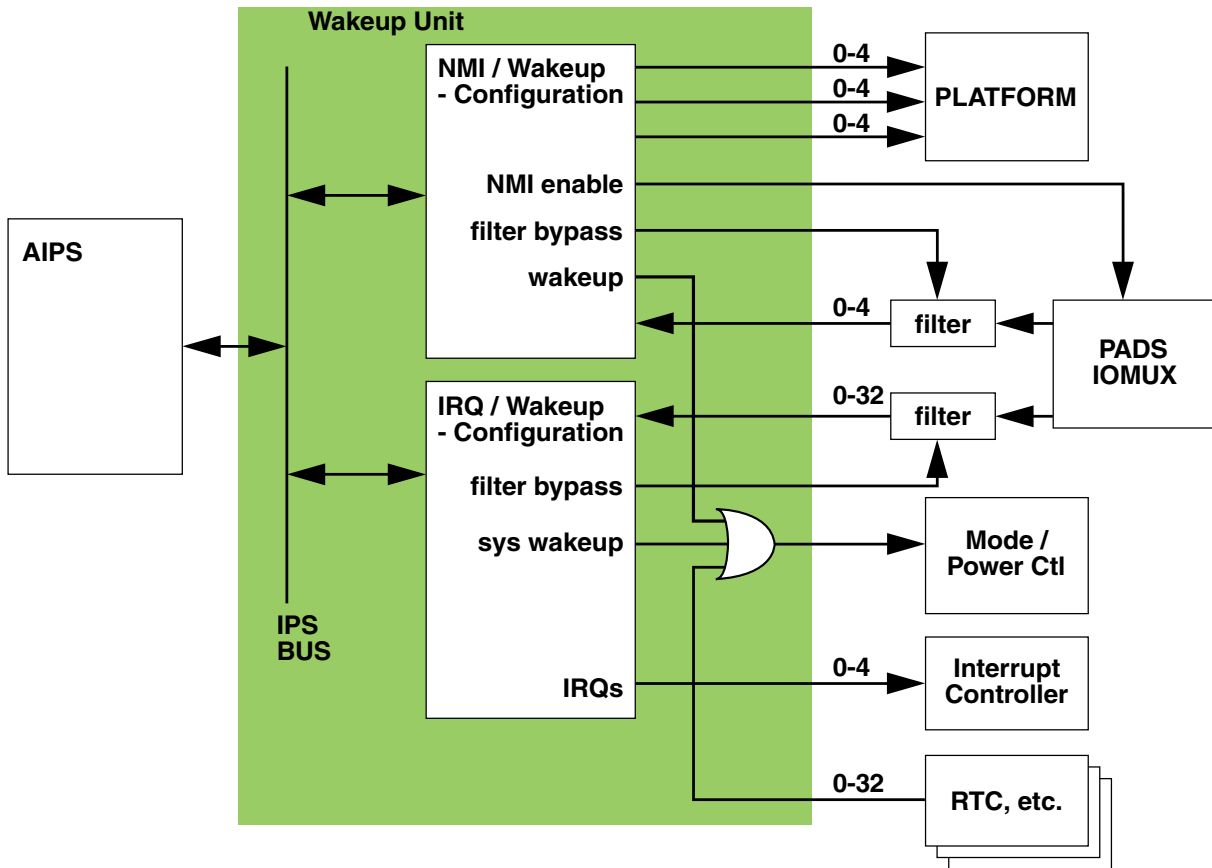 Wakeup Unit
NMI / Wakeup
- Configuration
0-4
0-4
0-4
PLATFORM
NMI enable
filter bypass
wakeup
AIPS
0-4
filter
PADS
IOMUX
IRQ / Wakeup
- Configuration
0-32
filter
filter bypass
sys wakeup
Mode /
Power Ctl
IPS
BUS
IRQs
0-4
Interrupt
Controller
0-32
RTC, etc.